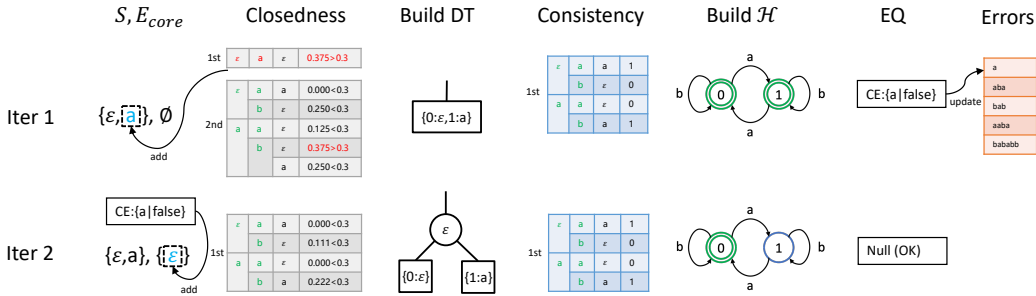 S, E_core Closedness Build DT Consistency Build ℋ EQ Errors
Iter 1
{ε, a}, ∅
add
1st ε a ε 0.375>0.3
2nd
ε a a 0.000<0.3
b ε 0.250<0.3
a a ε 0.125<0.3
b ε 0.375>0.3
a 0.250<0.3
{0:ε,1:a}
1st
ε a a 1
b ε 0
a a ε 0
b a 1
a
b 0 1 b
a
CE:{a|false}
update
a
aba
bab
aaba
bababb
Iter 2
CE:{a|false}
{ε,a}, {ε}
add
1st
ε a a 0.000<0.3
b ε 0.111<0.3
a a ε 0.000<0.3
b a 0.222<0.3
ε
{0:ε} {1:a}
1st
ε a a 1
b ε 0
a a ε 0
b a 1
a
b 0 1 b
a
Null (OK)